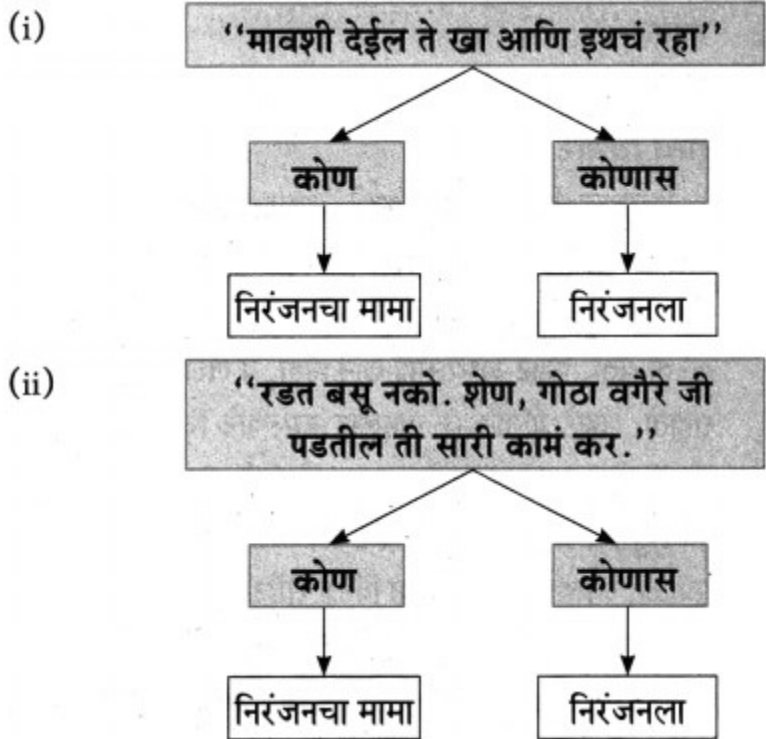 (i)
‘‘मावशी देईल ते खा आणि इथचं रहा’’
कोण
कोणास
निरंजनचा मामा
निरंजनला
(ii)
‘‘रडत बसू नको. शेण, गोठा वगैरे जी
पडतील ती सारी कामं कर.’’
कोण
कोणास
निरंजनचा मामा
निरंजनला